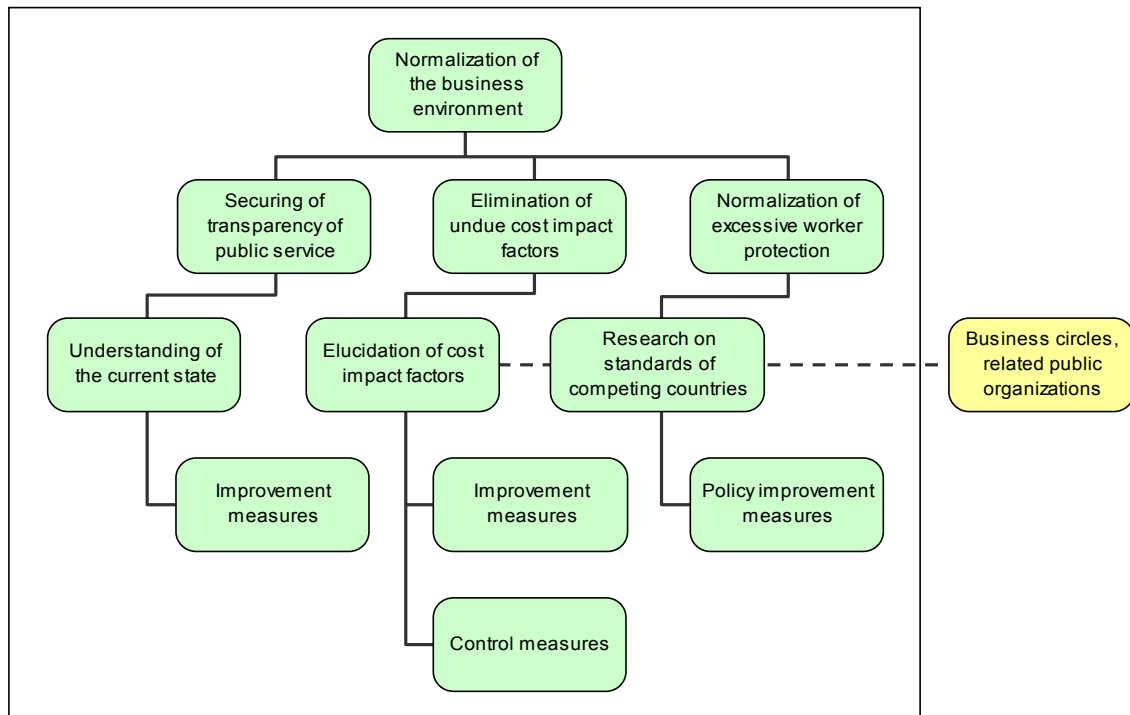 Normalization of
the business
environment
Securing of
transparency of
public service
Elimination of
undue cost impact
factors
Normalization of
excessive worker
protection
Understanding of
the current state
Elucidation of cost
impact factors
Research on
standards of
competing countries
Business circles,
related public
organizations
Improvement
measures
Improvement
measures
Policy improvement
measures
Control measures